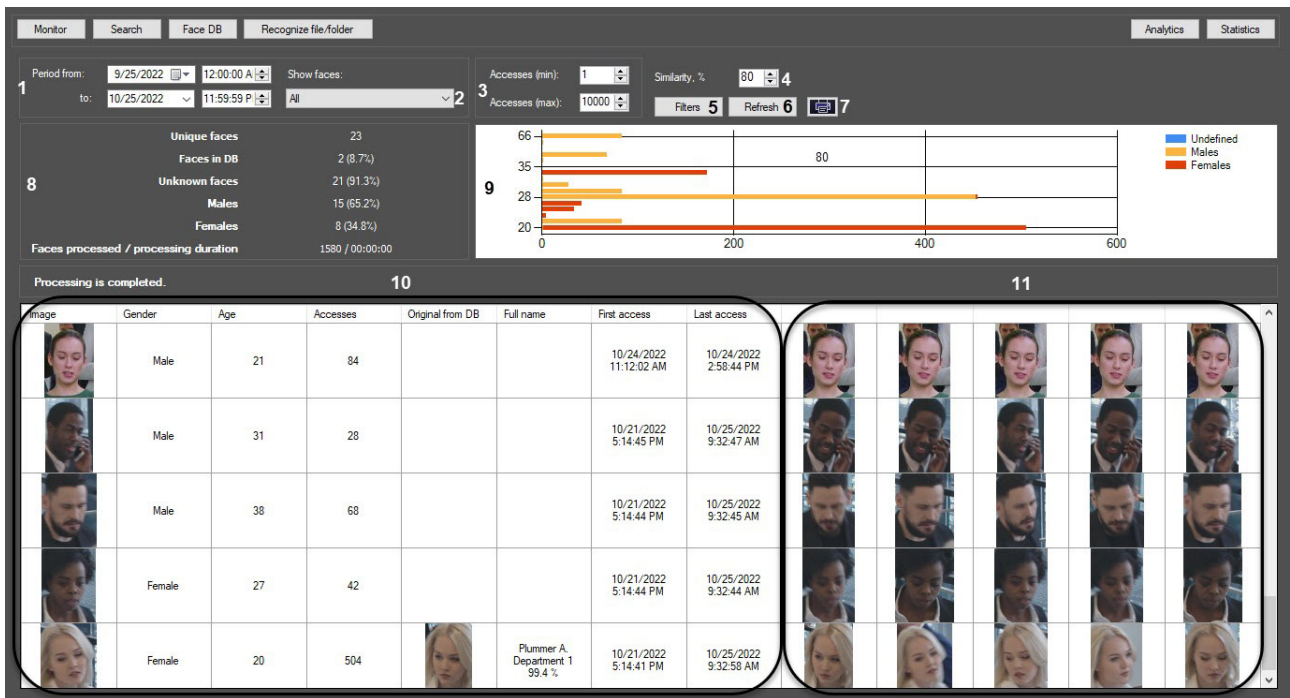 Monitor Search Face DB Recognize file/folder Analytics Statistics
Period from: 9/25/2022 12:00:00 A Show faces: Accesses (min): 1 Similarity, % 80 4
1 to: 10/25/2022 11:59:59 P All 2 3 Accesses (max): 10000 Filters 5 Refresh 6 7
8
Unique faces 23
Faces in DB 2 (8.7%)
Unknown faces 21 (91.3%)
Males 15 (65.2%)
Females 8 (34.8%)
Faces processed / processing duration 1580 / 00:00:00
9
66
35
28
20
80
0 200 400 600
Undefined
Males
Females
Processing is completed. 10 11
Image Gender Age Accesses Original from DB Full name First access Last access
Male 21 84 10/24/2022 10/24/2022
11:12:02 AM 2:58:44 PM
Male 31 28 10/21/2022 10/25/2022
5:14:45 PM 9:32:47 AM
Male 38 68 10/21/2022 10/25/2022
5:14:44 PM 9:32:45 AM
Female 27 42 10/21/2022 10/25/2022
5:14:44 PM 9:32:44 AM
Female 20 504 Plummer A. 10/21/2022 10/25/2022
Department 1 5:14:41 PM 9:32:58 AM
99.4 %